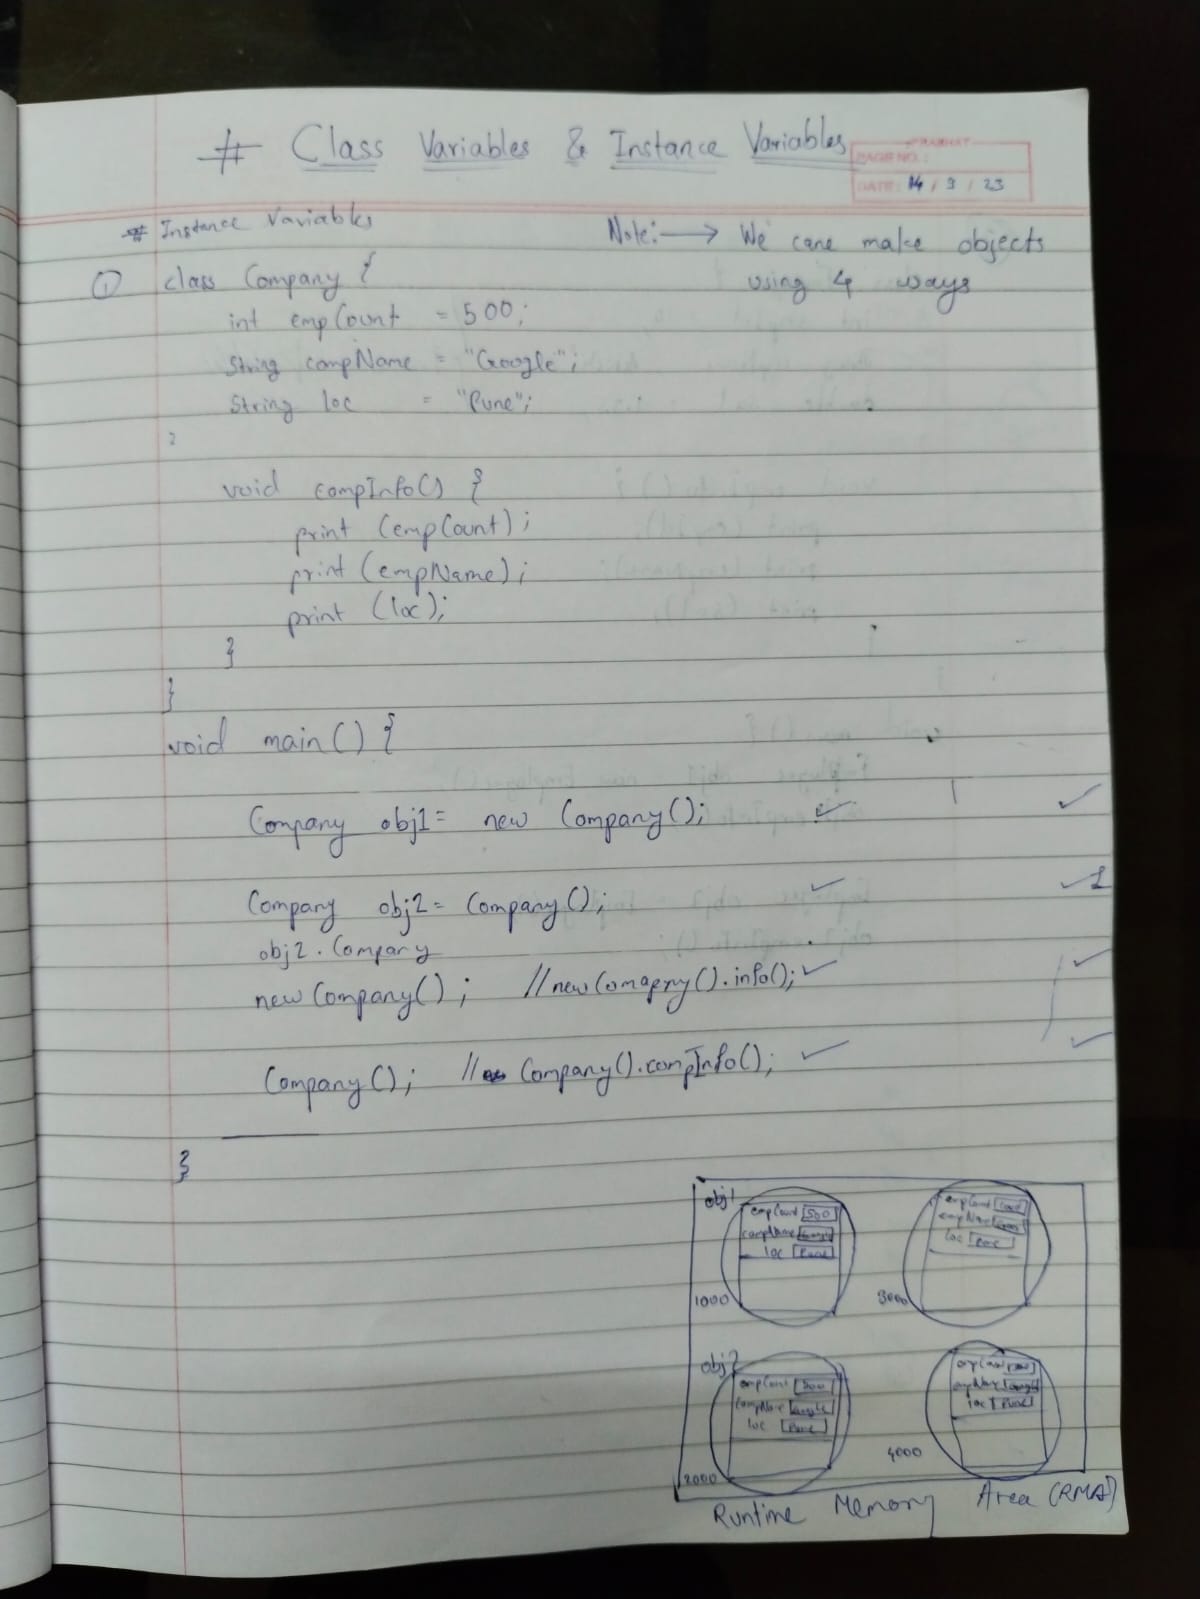 # Class Variables & Instance Variables
PRABHAT
PAGE NO.:
DATE: 14 / 9 / 23
# Instance Variables
Note:→ We cane make objects
using 4 ways
① class Company {
int empCount = 500;
String compName = "Google";
String loc = "Pune";
void compInfo() {
print (empCount);
print (empName);
print (loc);
}
}
void main() {
Company obj1 = new Company(); ✓ ✓
Company obj2 = Company(); ✓ ✓
obj2 . Company
new Company(); //new Comapny().info(); ✓ ✓
Company(); // Company().compInfo(); ✓ ✓
}
obj1
empCount 500
compName Google
loc Pune
1000
empCount
empName
loc Pune
3000
obj2
empCount 500
compName Google
loc Pune
2000
empCount
empName Google
loc Pune
4000
Runtime Memory Area (RMA)